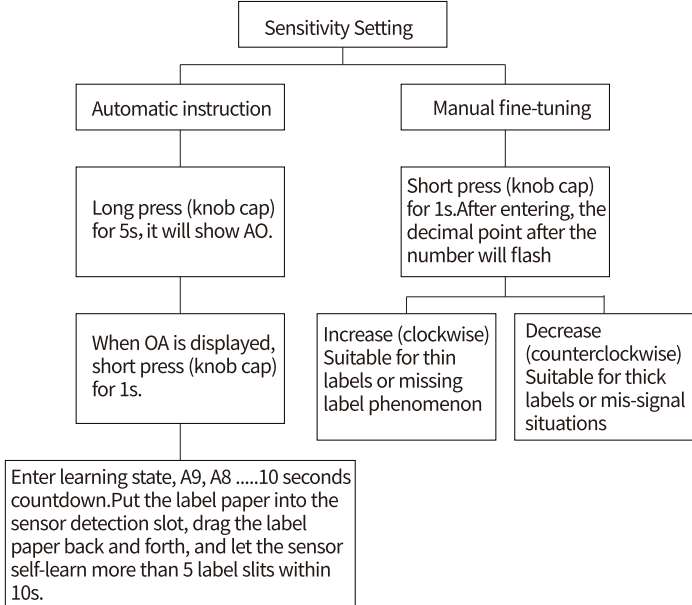 Sensitivity Setting
Automatic instruction
Manual fine-tuning
Long press (knob cap)
for 5s, it will show AO.
Short press (knob cap)
for 1s.After entering, the
decimal point after the
number will flash
When OA is displayed,
short press (knob cap)
for 1s.
Increase (clockwise)
Suitable for thin
labels or missing
label phenomenon
Decrease
(counterclockwise)
Suitable for thick
labels or mis-signal
situations
Enter learning state, A9, A8 .....10 seconds
countdown.Put the label paper into the
sensor detection slot, drag the label
paper back and forth, and let the sensor
self-learn more than 5 label slits within
10s.